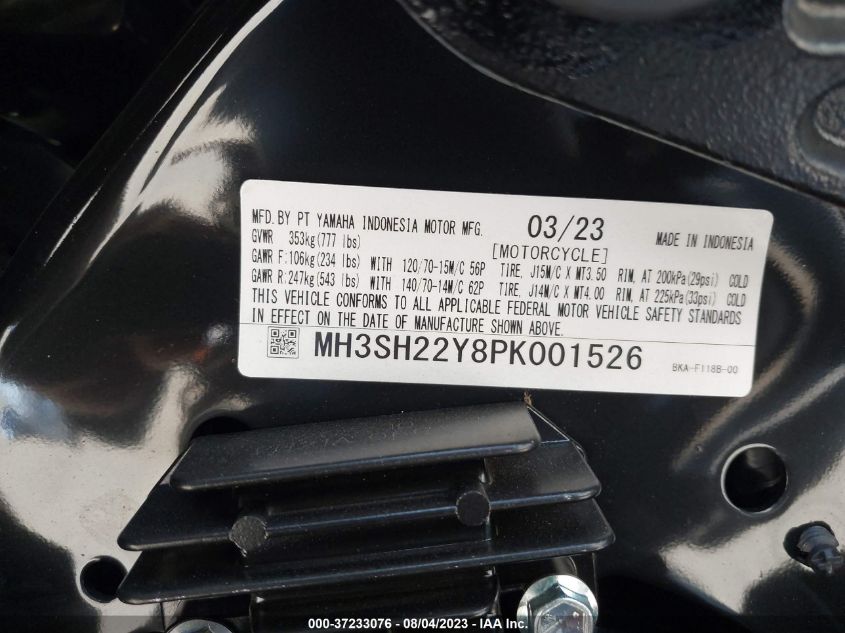 MFD. BY PT YAMAHA INDONESIA MOTOR MFG. 03/23 MADE IN INDONESIA
GVWR 353kg(777 lbs) [MOTORCYCLE]
GAWR F:106kg(234 lbs) WITH 120/70-15M/C 56P TIRE, J15M/C X MT3.50 RIM, AT 200kPa(29psi) COLD
GAWR R:247kg(543 lbs) WITH 140/70-14M/C 62P TIRE, J14M/C X MT4.00 RIM, AT 225kPa(33psi) COLD
THIS VEHICLE CONFORMS TO ALL APPLICABLE FEDERAL MOTOR VEHICLE SAFETY STANDARDS
IN EFFECT ON THE DATE OF MANUFACTURE SHOWN ABOVE.
MH3SH22Y8PK001526 BKA-F118B-00
000-37233076 - 08/04/2023 - IAA Inc.